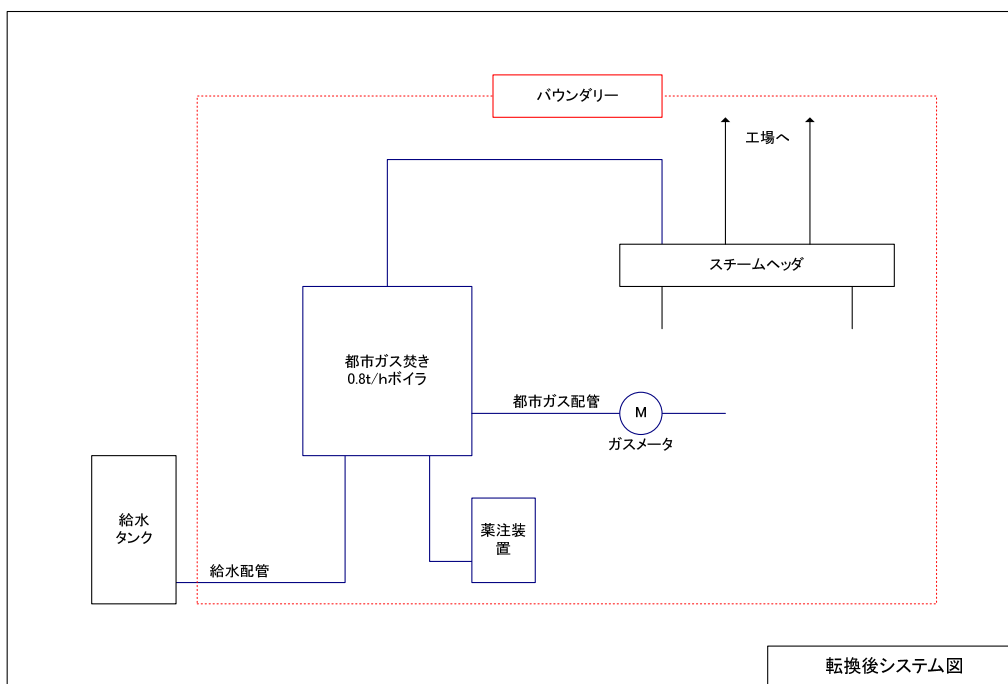 バウンダリー
工場へ
スチームヘッダ
都市ガス焚き
0.8t/hボイラ
都市ガス配管
M
ガスメータ
給水
タンク
薬注装
置
給水配管
転換後システム図